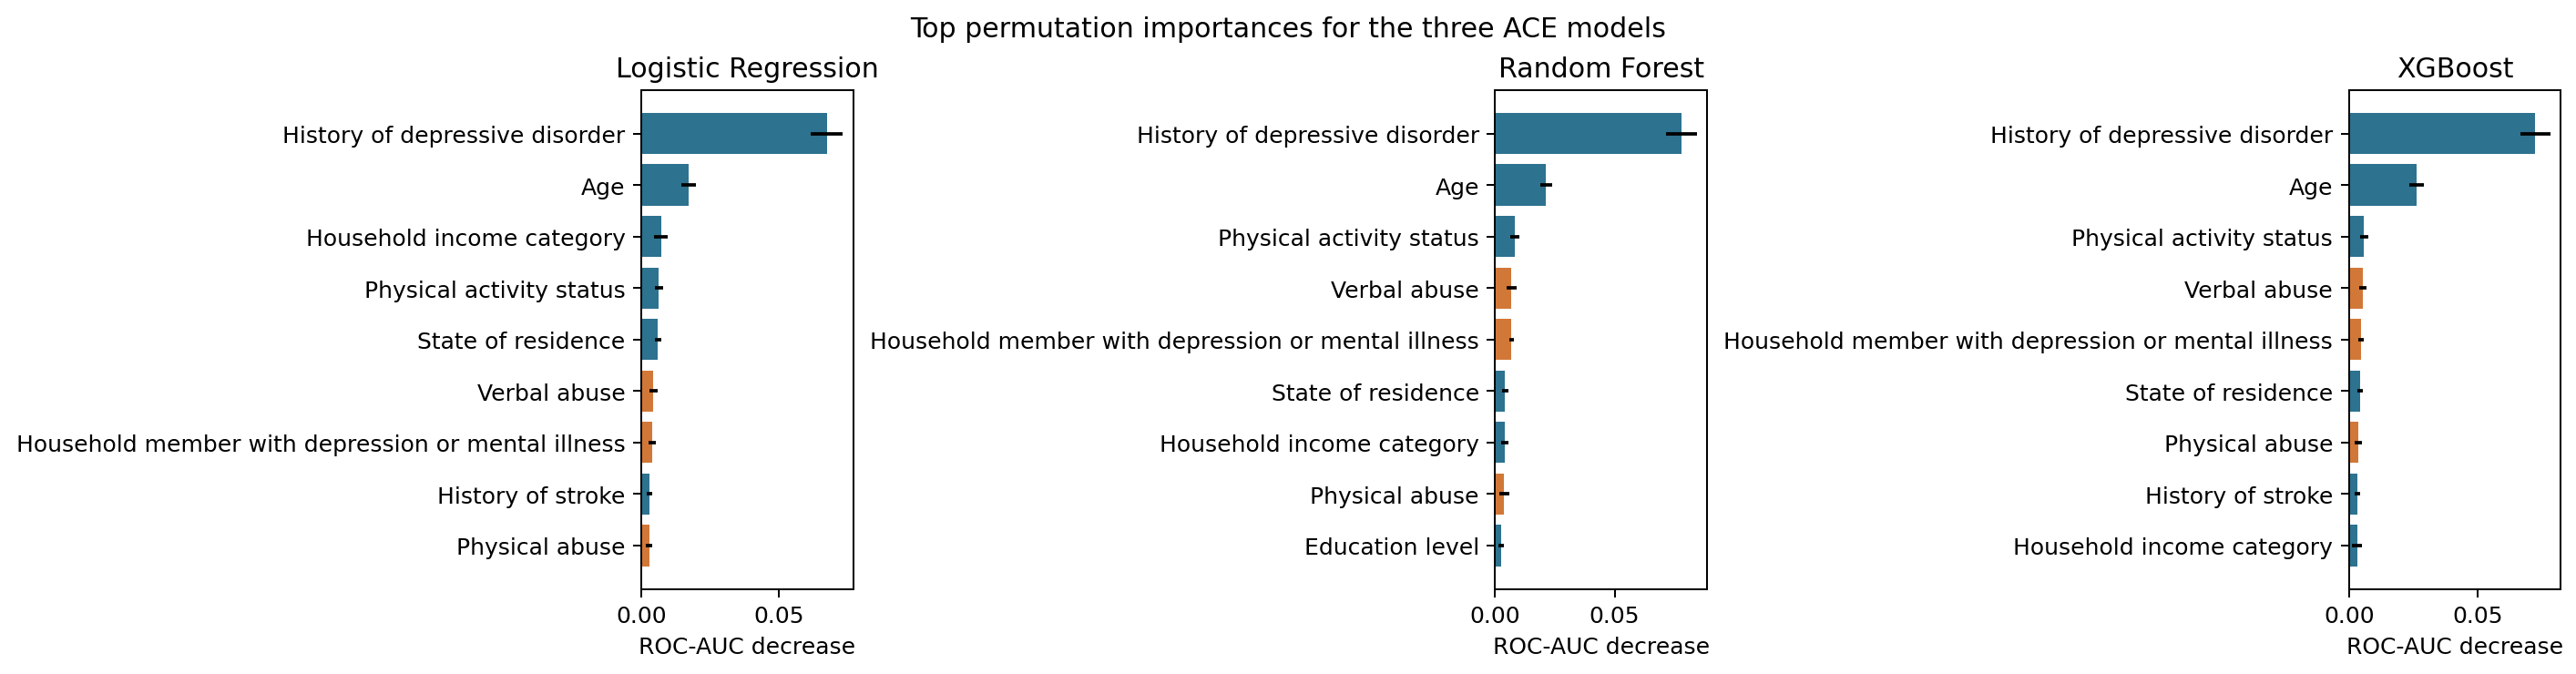 Top permutation importances for the three ACE models
Logistic Regression
History of depressive disorder
Age
Household income category
Physical activity status
State of residence
Verbal abuse
Household member with depression or mental illness
History of stroke
Physical abuse
0.00 0.05
ROC-AUC decrease
Random Forest
History of depressive disorder
Age
Physical activity status
Verbal abuse
Household member with depression or mental illness
State of residence
Household income category
Physical abuse
Education level
0.00 0.05
ROC-AUC decrease
XGBoost
History of depressive disorder
Age
Physical activity status
Verbal abuse
Household member with depression or mental illness
State of residence
Physical abuse
History of stroke
Household income category
0.00 0.05
ROC-AUC decrease